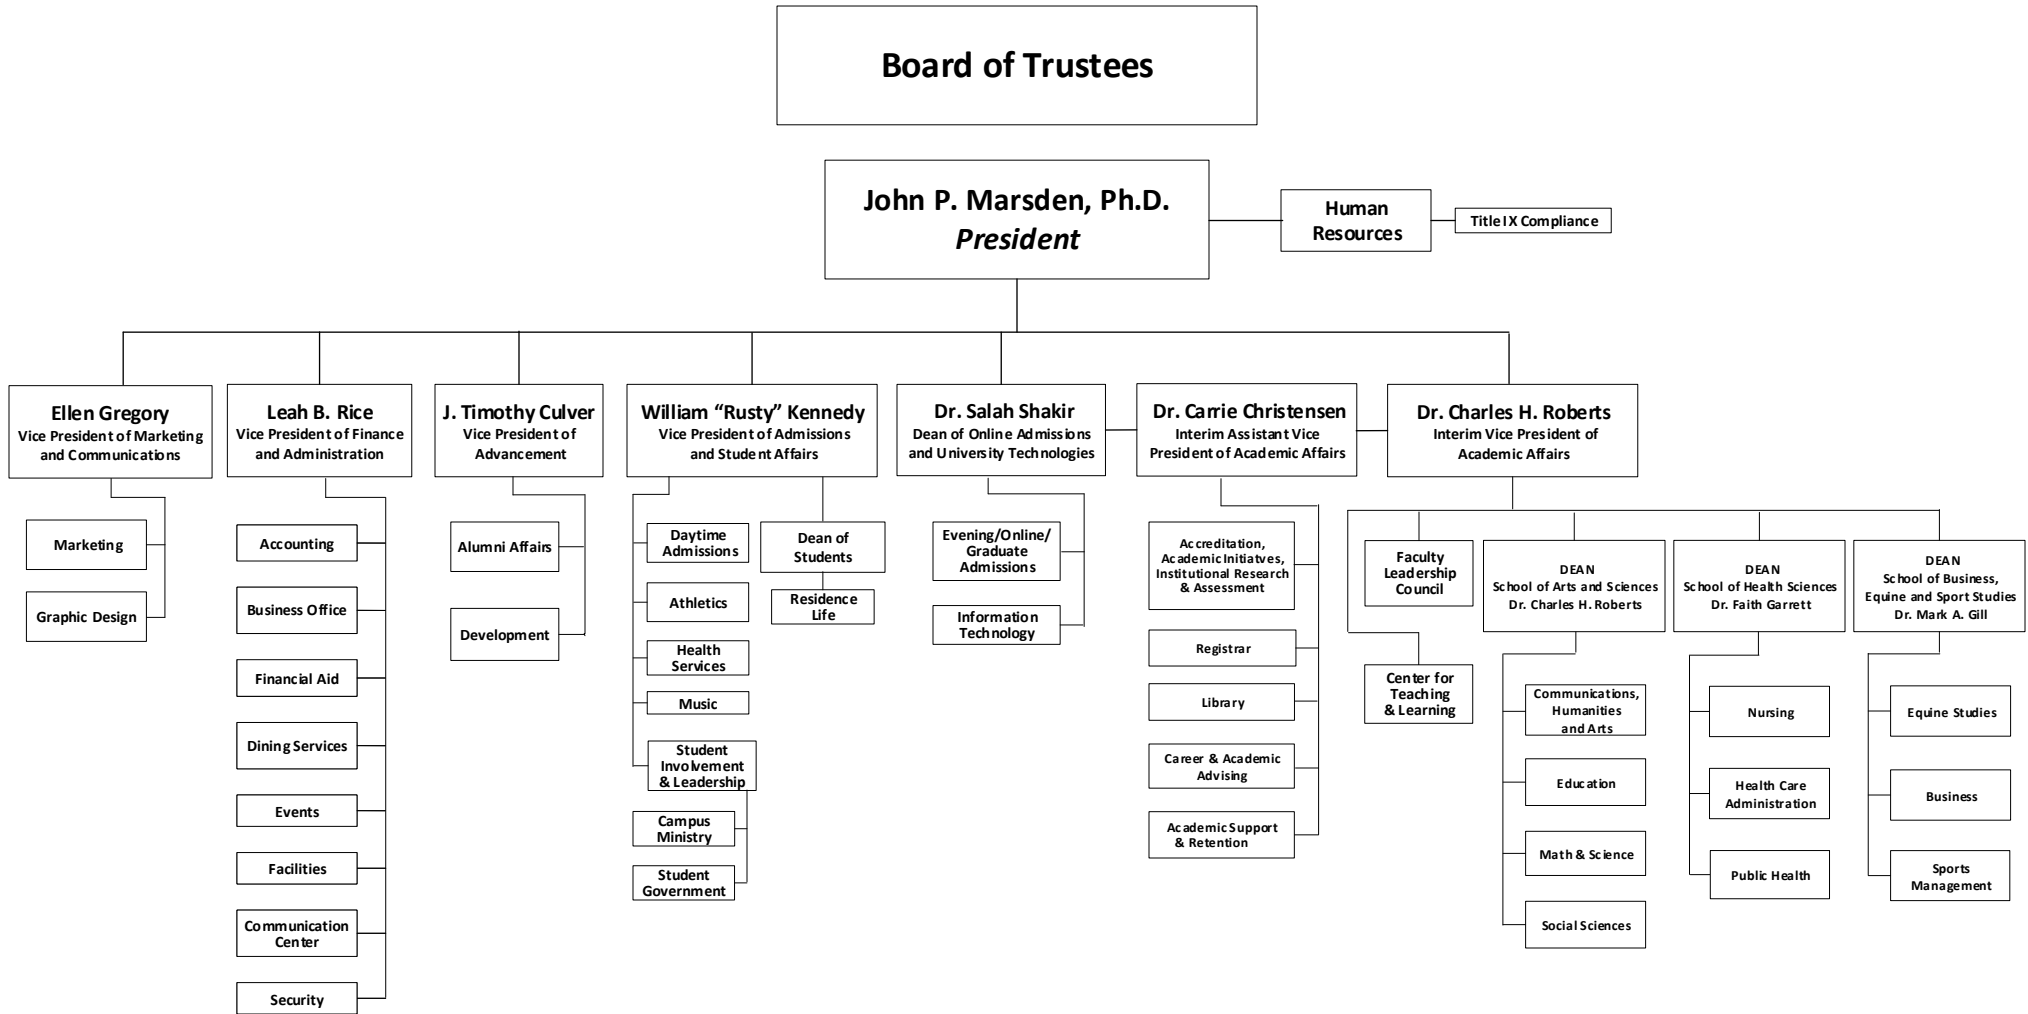 Board of Trustees
John P. Marsden, Ph.D.
President
Human
Resources
Title IX Compliance
Ellen Gregory
Vice President of Marketing
and Communications
Leah B. Rice
Vice President of Finance
and Administration
J. Timothy Culver
Vice President of
Advancement
William “Rusty” Kennedy
Vice President of Admissions
and Student Affairs
Dr. Salah Shakir
Dean of Online Admissions
and University Technologies
Dr. Carrie Christensen
Interim Assistant Vice
President of Academic Affairs
Dr. Charles H. Roberts
Interim Vice President of
Academic Affairs
Marketing
Graphic Design
Accounting
Business Office
Financial Aid
Dining Services
Events
Facilities
Communication
Center
Security
Alumni Affairs
Development
Daytime
Admissions
Athletics
Health
Services
Music
Student
Involvement
& Leadership
Campus
Ministry
Student
Government
Dean of
Students
Residence
Life
Evening/Online/
Graduate
Admissions
Information
Technology
Accreditation,
Academic Initiatives,
Institutional Research
& Assessment
Registrar
Library
Career & Academic
Advising
Academic Support
& Retention
Faculty
Leadership
Council
Center for
Teaching
& Learning
DEAN
School of Arts and Sciences
Dr. Charles H. Roberts
Communications,
Humanities
and Arts
Education
Math & Science
Social Sciences
DEAN
School of Health Sciences
Dr. Faith Garrett
Nursing
Health Care
Administration
Public Health
DEAN
School of Business,
Equine and Sport Studies
Dr. Mark A. Gill
Equine Studies
Business
Sports
Management